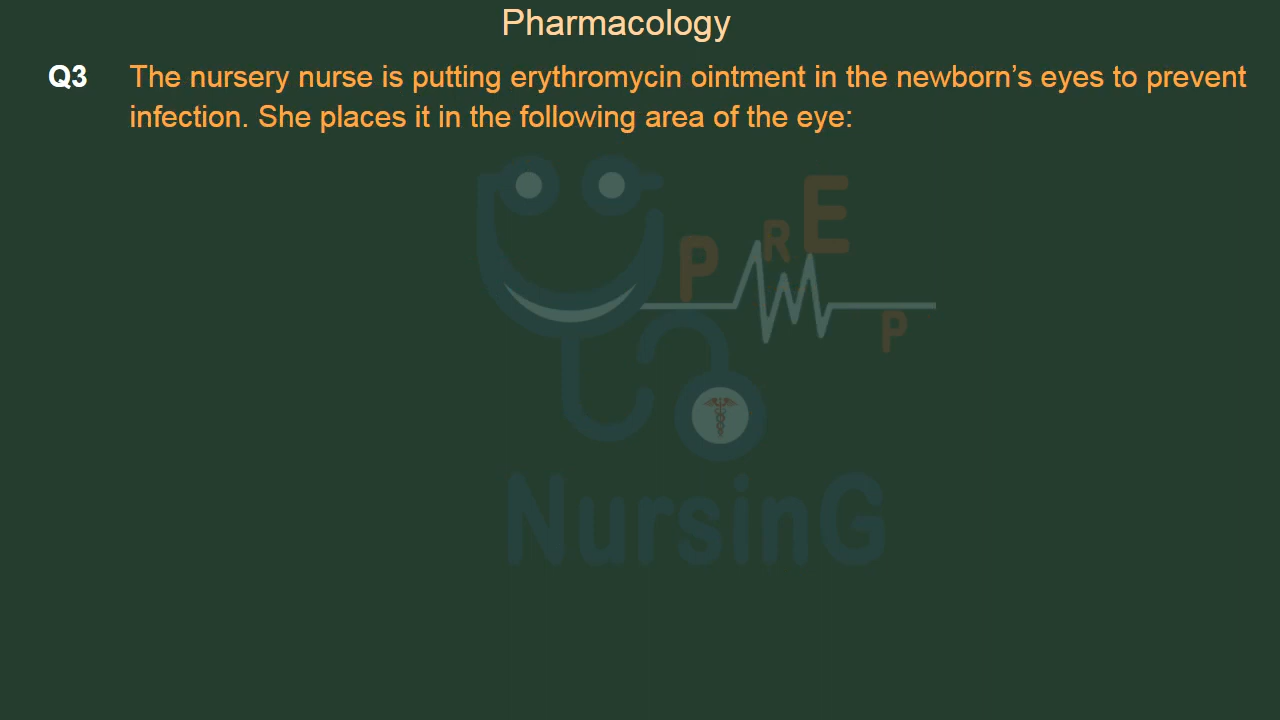 Pharmacology
Q3 The nursery nurse is putting erythromycin ointment in the newborn’s eyes to prevent
infection. She places it in the following area of the eye:
PREP
NursinG